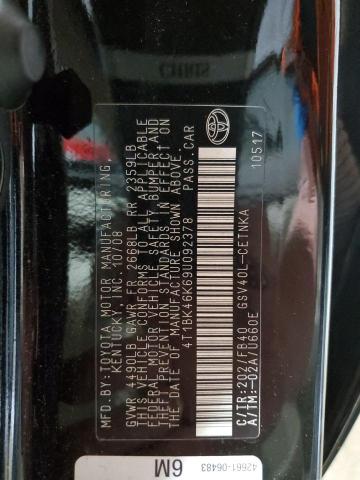 MFD BY:TOYOTA MOTOR MANUFACTURING,
KENTUCKY, INC. 10/08
GVWR 4490LB GAWR FR 2668LB RR 2359LB
THIS VEHICLE CONFORMS TO ALL APPLICABLE
FEDERAL MOTOR VEHICLE SAFETY, BUMPER, AND
THEFT PREVENTION STANDARDS IN EFFECT ON
THE DATE OF MANUFACTURE SHOWN ABOVE.
4T1BK46K69U092378 PASS.CAR
C/TR:202/FB40 GSV40L-CETNKA
A/TM:-02A/U660E
10517
42661-06483
6M
CHRIS